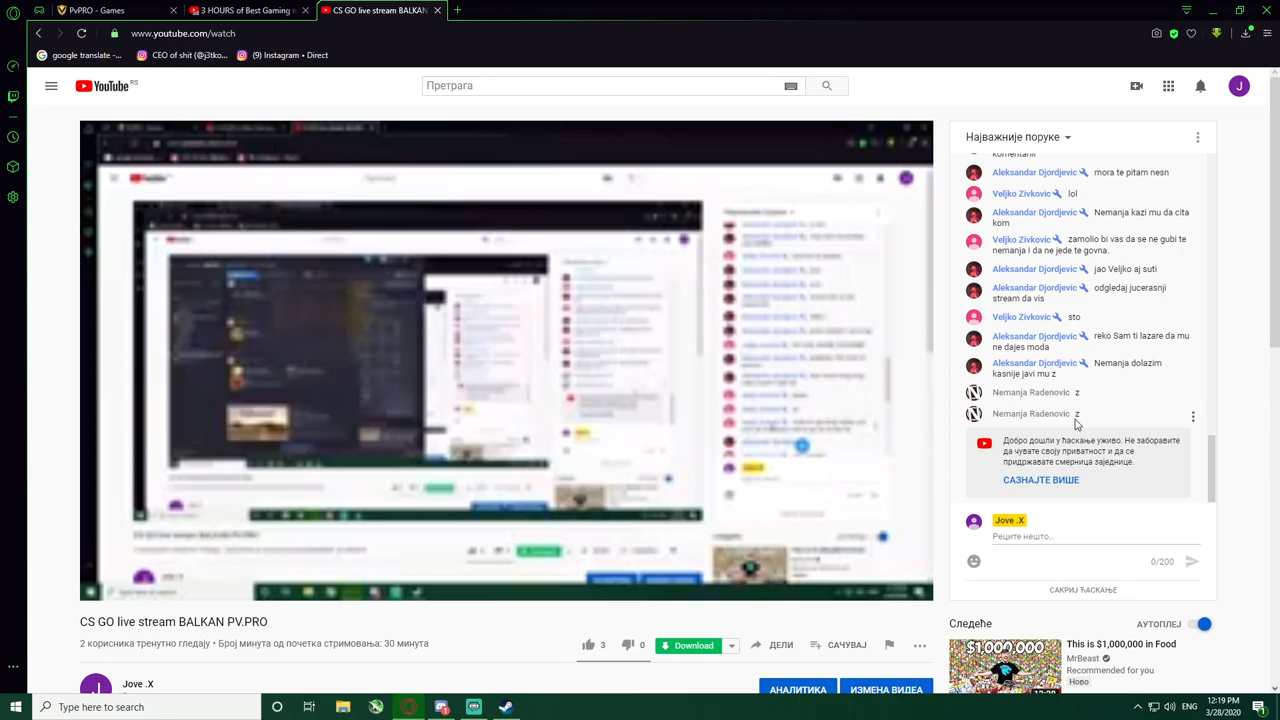 PvPRO - Games
3 HOURS of Best Gaming
CS GO live stream BALKAN
www.youtube.com/watch
google translate -...
CEO of shit (@j3tko...
(9) Instagram • Direct
YouTube RS
Претрага
J
Најважније поруке
komentarii
Aleksandar Djordjevic mora te pitam nesn
Veljko Zivkovic lol
Aleksandar Djordjevic Nemanja kazi mu da cita
kom
Veljko Zivkovic zamolio bi vas da se ne gubi te
nemanja I da ne jede te govna.
Aleksandar Djordjevic jao Veljko aj suti
Aleksandar Djordjevic odgledaj jucerasnji
stream da vis
Veljko Zivkovic sto
Aleksandar Djordjevic reko Sam ti lazare da mu
ne dajes moda
Aleksandar Djordjevic Nemanja dolazim
kasnije javi mu z
Nemanja Radenovic z
Nemanja Radenovic z
Добро дошли у ћаскање уживо. Не заборавите
да чувате своју приватност и да се
придржавате смерница заједнице.
САЗНАЈТЕ ВИШЕ
Jove .X
Реците нешто...
0/200
САКРИЈ ЋАСКАЊЕ
CS GO live stream BALKAN PV.PRO
2 корисника тренутно гледају • Број минута од почетка стримовања: 30 минута
3
0
Download
ДЕЛИ
САЧУВАЈ
J
Jove .X
АНАЛИТИКА
ИЗМЕНА ВИДЕА
Следеће
АУТОПЛЕЈ
$1,000,000
This is $1,000,000 in Food
MrBeast
Recommended for you
Ново
Type here to search
ENG
12:19 PM
3/28/2020
1